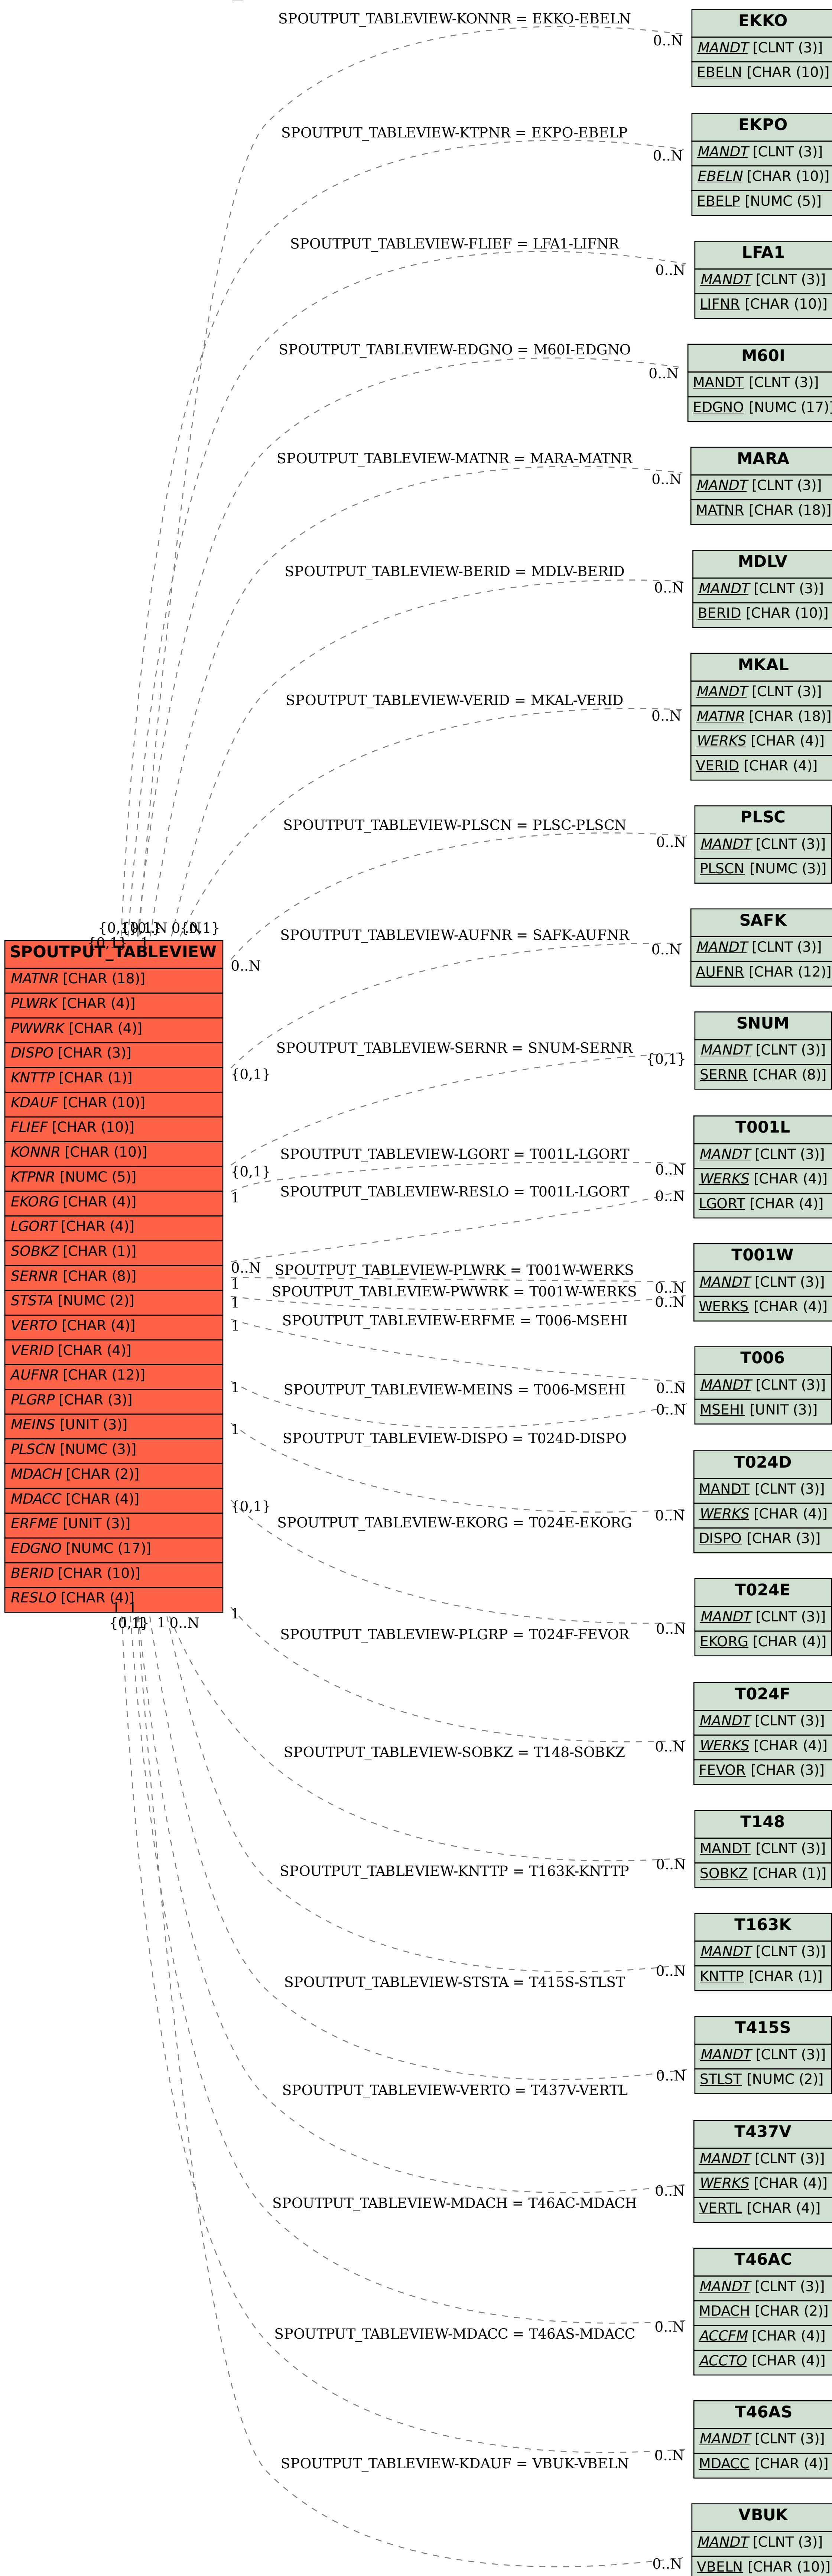 SPOUTPUT_TABLEVIEW-KONNR = EKKO-EBELN
0..N
EKKO
MANDT [CLNT (3)]
EBELN [CHAR (10)]
SPOUTPUT_TABLEVIEW-KTPNR = EKPO-EBELP
0..N
EKPO
MANDT [CLNT (3)]
EBELN [CHAR (10)]
EBELP [NUMC (5)]
SPOUTPUT_TABLEVIEW-FLIEF = LFA1-LIFNR
0..N
LFA1
MANDT [CLNT (3)]
LIFNR [CHAR (10)]
SPOUTPUT_TABLEVIEW-EDGNO = M60I-EDGNO
0..N
M60I
MANDT [CLNT (3)]
EDGNO [NUMC (17)]
SPOUTPUT_TABLEVIEW-MATNR = MARA-MATNR
0..N
MARA
MANDT [CLNT (3)]
MATNR [CHAR (18)]
SPOUTPUT_TABLEVIEW-BERID = MDLV-BERID
0..N
MDLV
MANDT [CLNT (3)]
BERID [CHAR (10)]
SPOUTPUT_TABLEVIEW-VERID = MKAL-VERID
0..N
MKAL
MANDT [CLNT (3)]
MATNR [CHAR (18)]
WERKS [CHAR (4)]
VERID [CHAR (4)]
SPOUTPUT_TABLEVIEW-PLSCN = PLSC-PLSCN
0..N
PLSC
MANDT [CLNT (3)]
PLSCN [NUMC (3)]
SPOUTPUT_TABLEVIEW-AUFNR = SAFK-AUFNR
0..N
SAFK
MANDT [CLNT (3)]
AUFNR [CHAR (12)]
SPOUTPUT_TABLEVIEW-SERNR = SNUM-SERNR
{0,1}
SNUM
MANDT [CLNT (3)]
SERNR [CHAR (8)]
SPOUTPUT_TABLEVIEW-LGORT = T001L-LGORT
0..N
SPOUTPUT_TABLEVIEW-RESLO = T001L-LGORT
0..N
T001L
MANDT [CLNT (3)]
WERKS [CHAR (4)]
LGORT [CHAR (4)]
SPOUTPUT_TABLEVIEW-PLWRK = T001W-WERKS
0..N
SPOUTPUT_TABLEVIEW-PWWRK = T001W-WERKS
0..N
T001W
MANDT [CLNT (3)]
WERKS [CHAR (4)]
SPOUTPUT_TABLEVIEW-ERFME = T006-MSEHI
0..N
SPOUTPUT_TABLEVIEW-MEINS = T006-MSEHI
0..N
T006
MANDT [CLNT (3)]
MSEHI [UNIT (3)]
SPOUTPUT_TABLEVIEW-DISPO = T024D-DISPO
0..N
T024D
MANDT [CLNT (3)]
WERKS [CHAR (4)]
DISPO [CHAR (3)]
SPOUTPUT_TABLEVIEW-EKORG = T024E-EKORG
0..N
T024E
MANDT [CLNT (3)]
EKORG [CHAR (4)]
SPOUTPUT_TABLEVIEW-PLGRP = T024F-FEVOR
0..N
T024F
MANDT [CLNT (3)]
WERKS [CHAR (4)]
FEVOR [CHAR (3)]
SPOUTPUT_TABLEVIEW-SOBKZ = T148-SOBKZ
0..N
T148
MANDT [CLNT (3)]
SOBKZ [CHAR (1)]
SPOUTPUT_TABLEVIEW-KNTTP = T163K-KNTTP
0..N
T163K
MANDT [CLNT (3)]
KNTTP [CHAR (1)]
SPOUTPUT_TABLEVIEW-STSTA = T415S-STLST
0..N
T415S
MANDT [CLNT (3)]
STLST [NUMC (2)]
SPOUTPUT_TABLEVIEW-VERTO = T437V-VERTL
0..N
T437V
MANDT [CLNT (3)]
WERKS [CHAR (4)]
VERTL [CHAR (4)]
SPOUTPUT_TABLEVIEW-MDACH = T46AC-MDACH
0..N
T46AC
MANDT [CLNT (3)]
MDACH [CHAR (2)]
ACCFM [CHAR (4)]
ACCTO [CHAR (4)]
SPOUTPUT_TABLEVIEW-MDACC = T46AS-MDACC
0..N
T46AS
MANDT [CLNT (3)]
MDACC [CHAR (4)]
SPOUTPUT_TABLEVIEW-KDAUF = VBUK-VBELN
0..N
VBUK
MANDT [CLNT (3)]
VBELN [CHAR (10)]
SPOUTPUT_TABLEVIEW
MATNR [CHAR (18)]
PLWRK [CHAR (4)]
PWWRK [CHAR (4)]
DISPO [CHAR (3)]
KNTTP [CHAR (1)]
KDAUF [CHAR (10)]
FLIEF [CHAR (10)]
KONNR [CHAR (10)]
KTPNR [NUMC (5)]
EKORG [CHAR (4)]
LGORT [CHAR (4)]
SOBKZ [CHAR (1)]
SERNR [CHAR (8)]
STSTA [NUMC (2)]
VERTO [CHAR (4)]
VERID [CHAR (4)]
AUFNR [CHAR (12)]
PLGRP [CHAR (3)]
MEINS [UNIT (3)]
PLSCN [NUMC (3)]
MDACH [CHAR (2)]
MDACC [CHAR (4)]
ERFME [UNIT (3)]
EDGNO [NUMC (17)]
BERID [CHAR (10)]
RESLO [CHAR (4)]
0..N
{0,1}
{0,1}
1
0..N
1
1
1
1
1
{0,1}
1
1 0..N